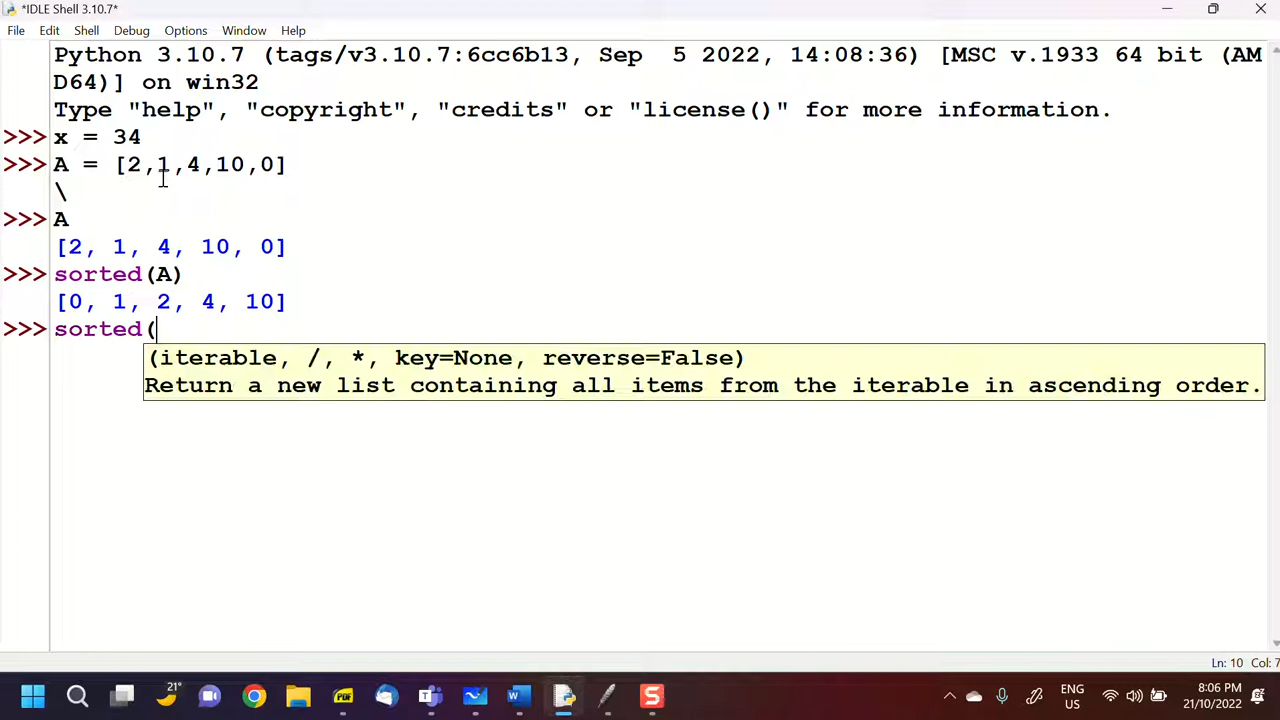 *IDLE Shell 3.10.7*
File Edit Shell Debug Options Window Help
Python 3.10.7 (tags/v3.10.7:6cc6b13, Sep  5 2022, 14:08:36) [MSC v.1933 64 bit (AM
D64)] on win32
Type "help", "copyright", "credits" or "license()" for more information.
>>> x = 34
>>> A = [2,1,4,10,0]
\
>>> A
[2, 1, 4, 10, 0]
>>> sorted(A)
[0, 1, 2, 4, 10]
>>> sorted(
(iterable, /, *, key=None, reverse=False)
Return a new list containing all items from the iterable in ascending order.
Ln: 10 Col: 7
21°
ENG
US
8:06 PM
21/10/2022